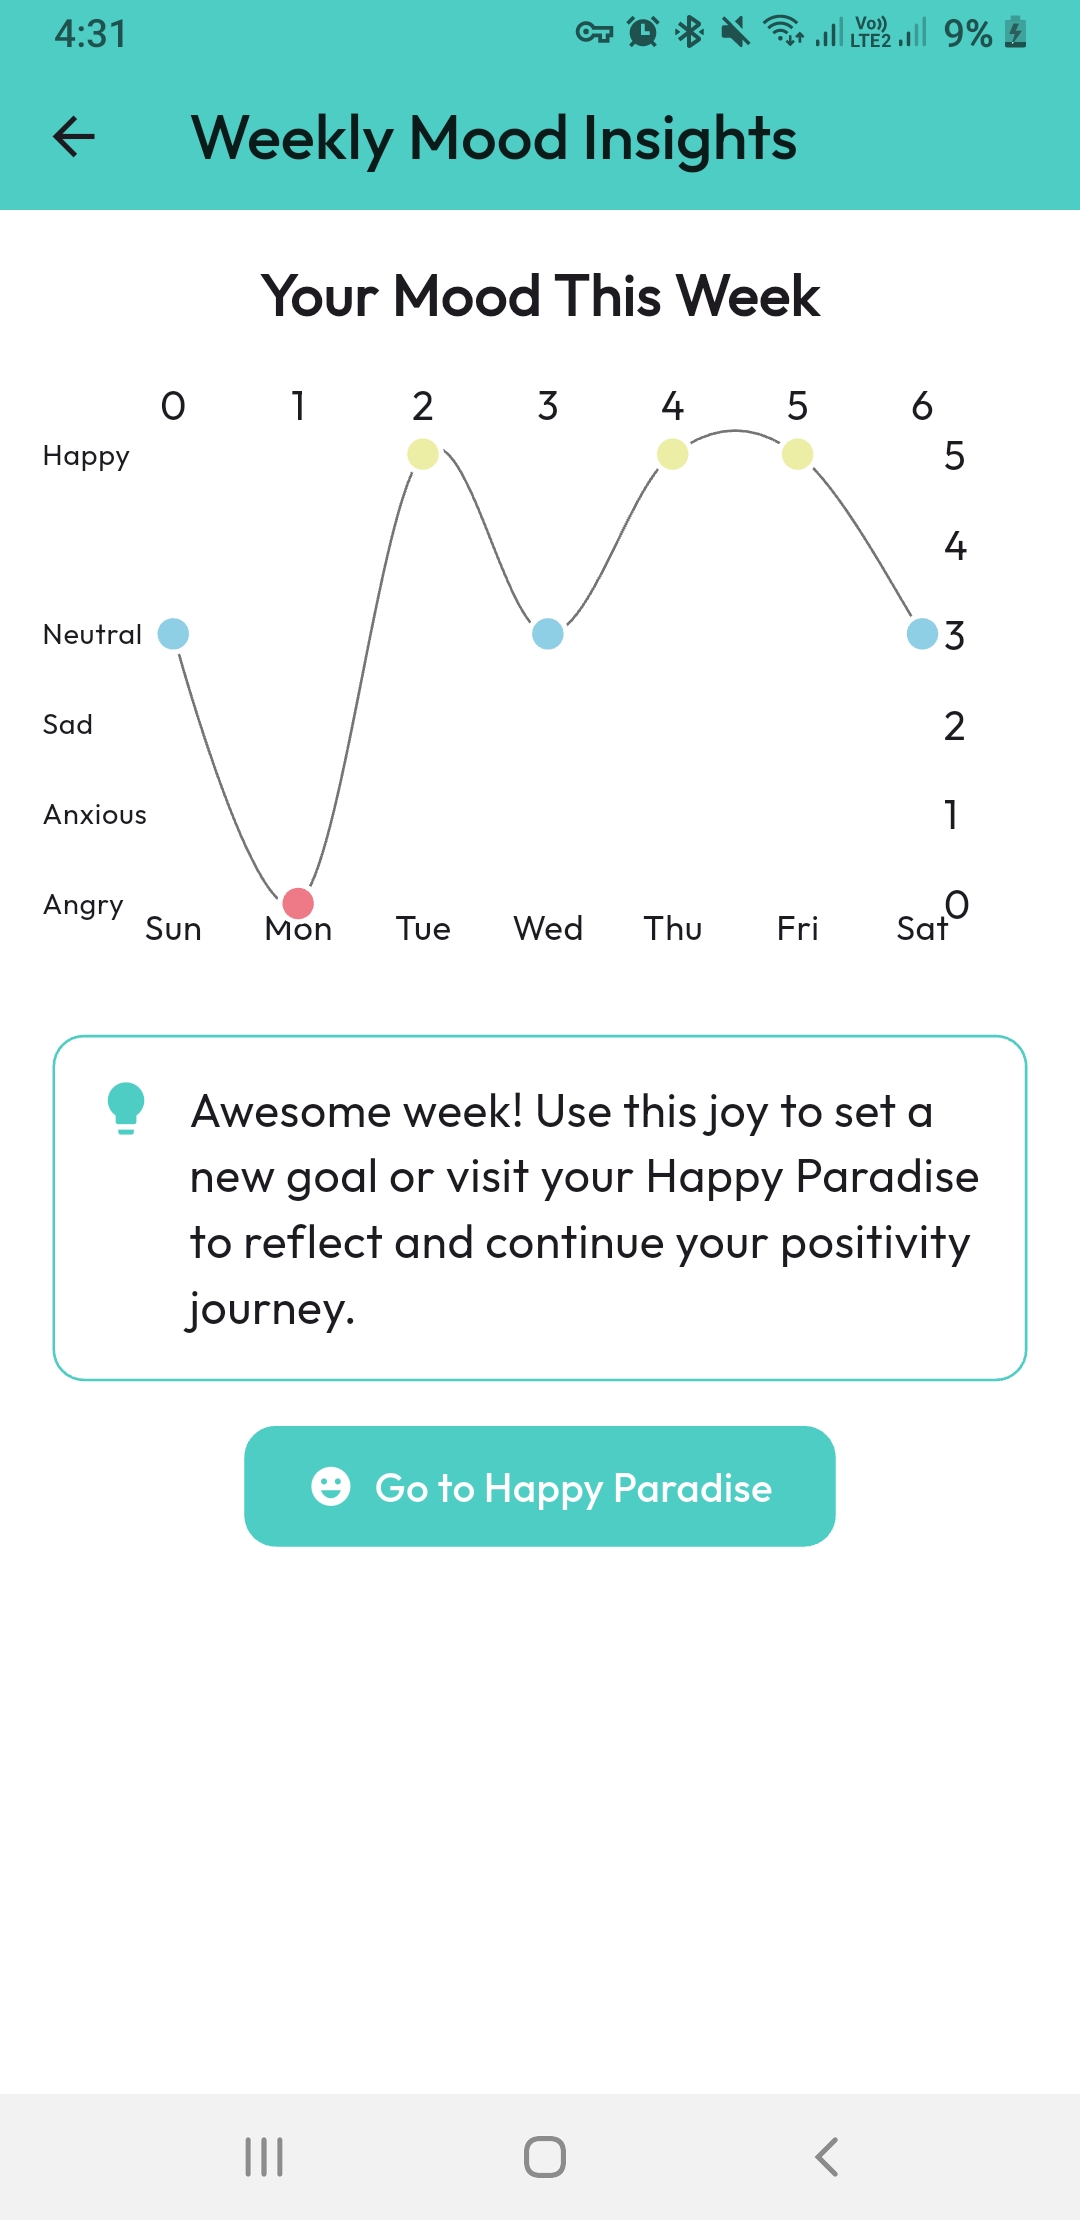 4:31
Vo))
LTE2
9%
Weekly Mood Insights
Your Mood This Week
0 1 2 3 4 5 6
Happy 5
4
Neutral 3
Sad 2
Anxious 1
Angry 0
Sun Mon Tue Wed Thu Fri Sat
Awesome week! Use this joy to set a
new goal or visit your Happy Paradise
to reflect and continue your positivity
journey.
Go to Happy Paradise